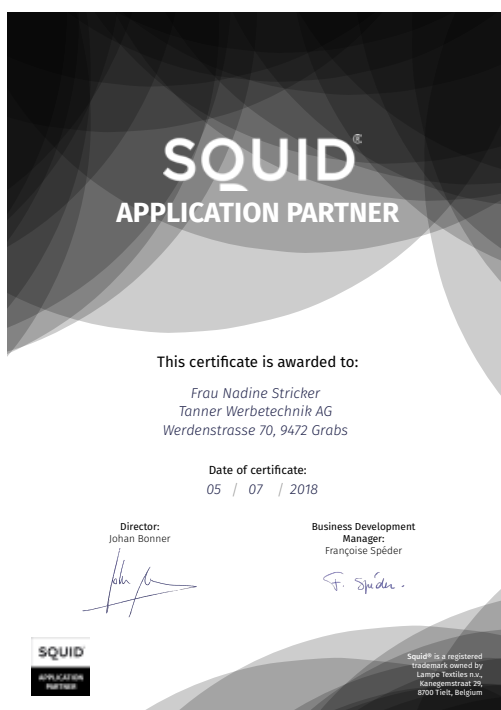 SQUID®
APPLICATION PARTNER
This certificate is awarded to:
Frau Nadine Stricker
Tanner Werbetechnik AG
Werdenstrasse 70, 9472 Grabs
Date of certificate:
05 / 07 / 2018
Director:
Johan Bonner
Business Development
Manager:
Françoise Spéder
F. Spéder.
SQUID
APPLICATION
PARTNER
Squid® is a registered
trademark owned by
Lampe Textiles n.v.,
Kanegemstraat 29,
8700 Tielt, Belgium